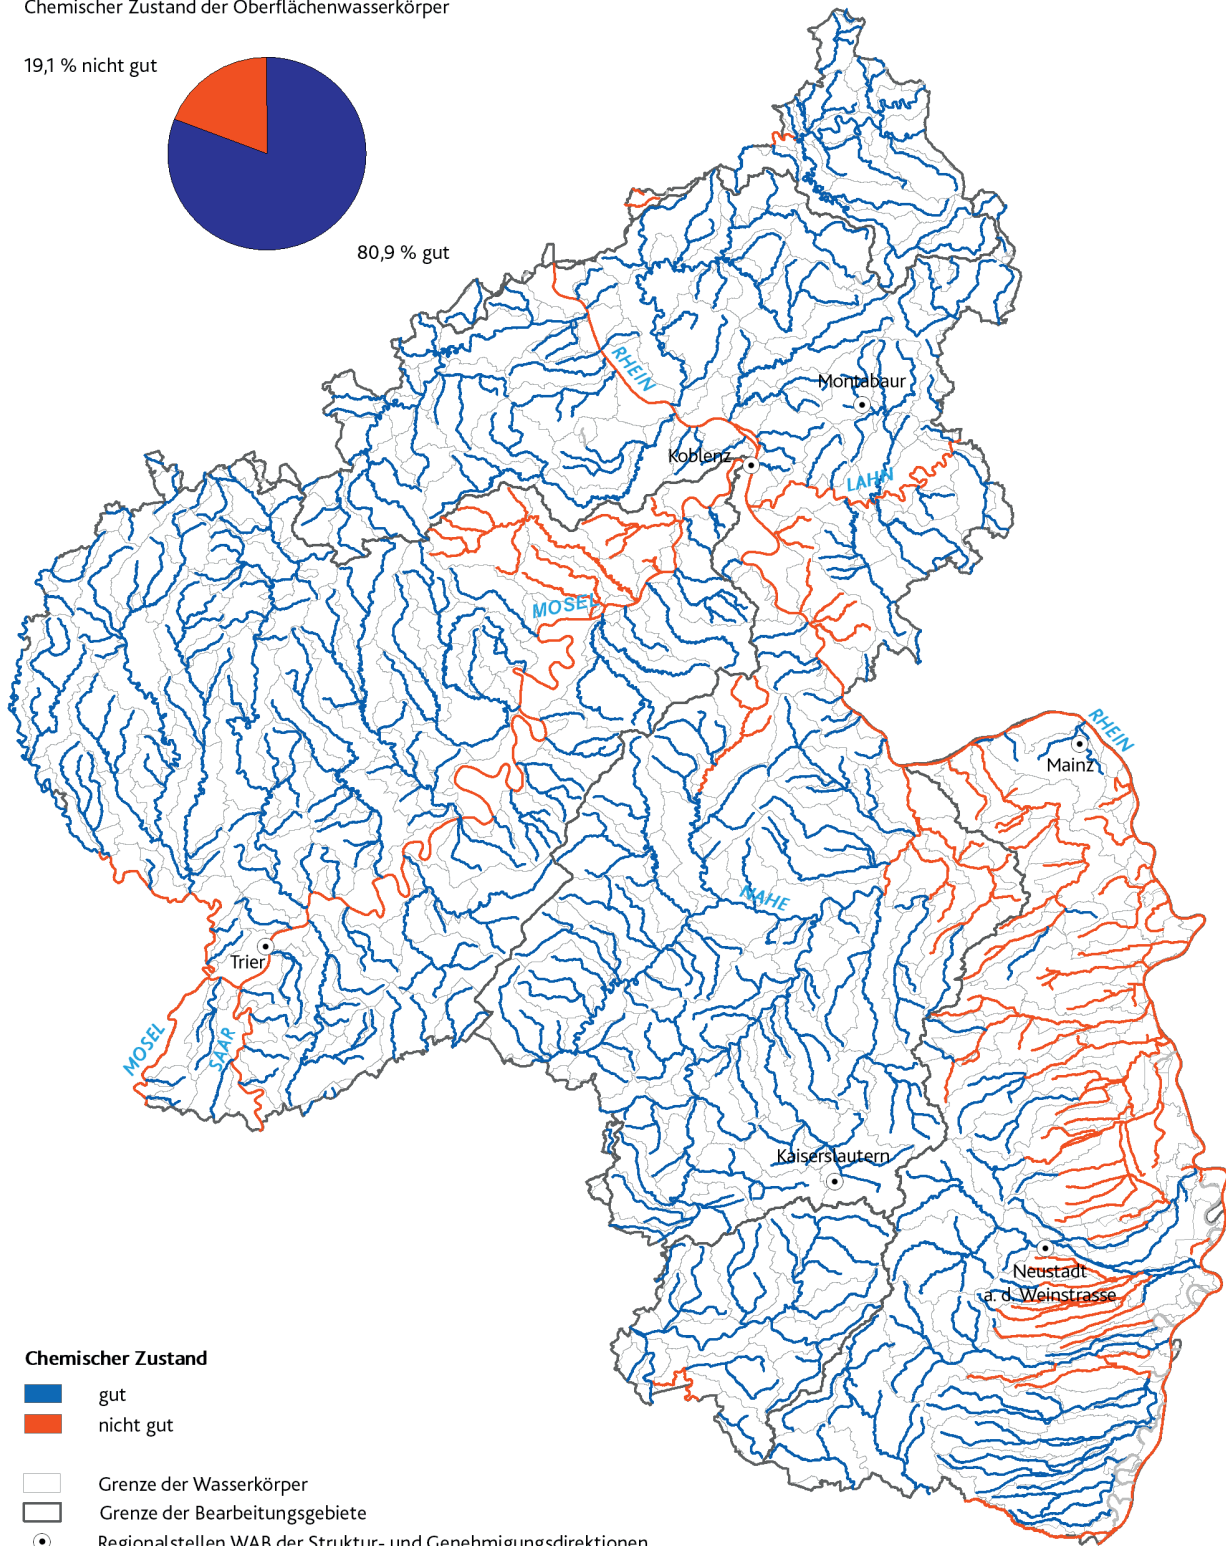 Chemischer Zustand der Oberflächenwasserkörper
19,1 % nicht gut
80,9 % gut
RHEIN
Montabaur
Koblenz
LAHN
MOSEL
RHEIN
Mainz
NAHE
Trier
MOSEL
SAAR
Kaiserslautern
Neustadt
a. d. Weinstrasse
Chemischer Zustand
gut
nicht gut
Grenze der Wasserkörper
Grenze der Bearbeitungsgebiete
Regionalstellen WAB der Struktur- und Genehmigungsdirektionen